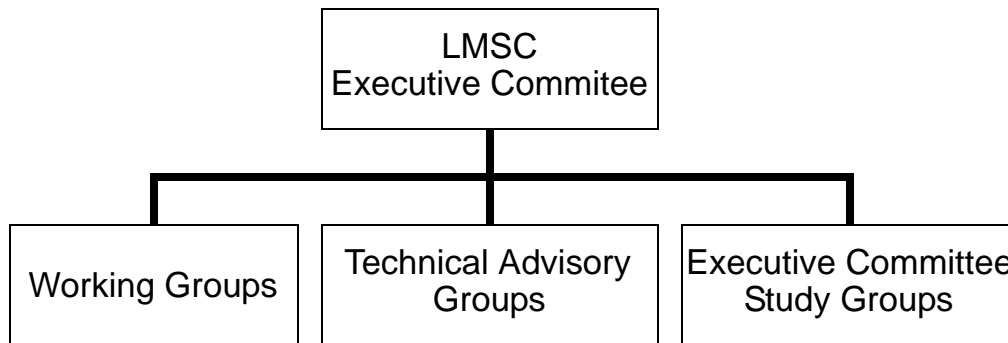 LMSC
Executive Commitee
Working Groups
Technical Advisory
Groups
Executive Committee
Study Groups